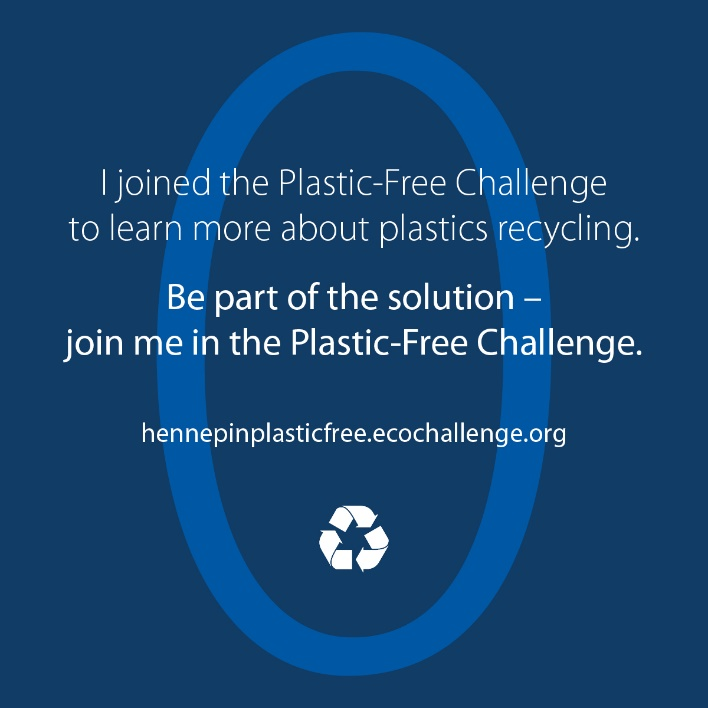 I joined the Plastic-Free Challenge
to learn more about plastics recycling.
Be part of the solution –
join me in the Plastic-Free Challenge.
hennepinplasticfree.ecochallenge.org